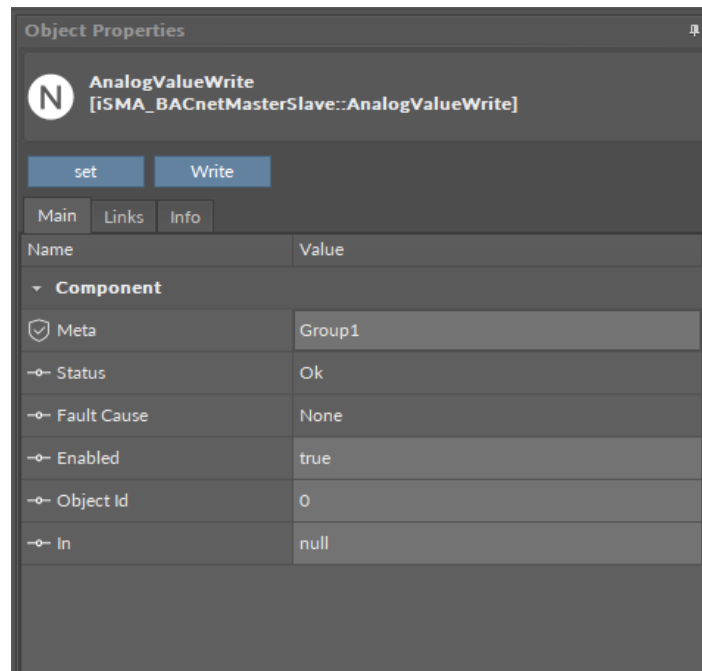 Object Properties
N
AnalogValueWrite
[iSMA_BACnetMasterSlave::AnalogValueWrite]
set Write
Main Links Info
Name Value
Component
Meta Group1
Status Ok
Fault Cause None
Enabled true
Object Id 0
In null